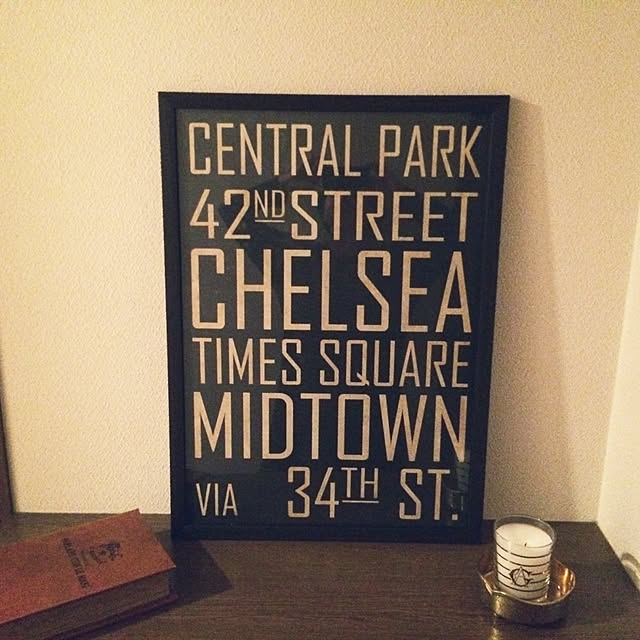 CENTRAL PARK
42ND STREET
CHELSEA
TIMES SQUARE
MIDTOWN
VIA 34TH ST.